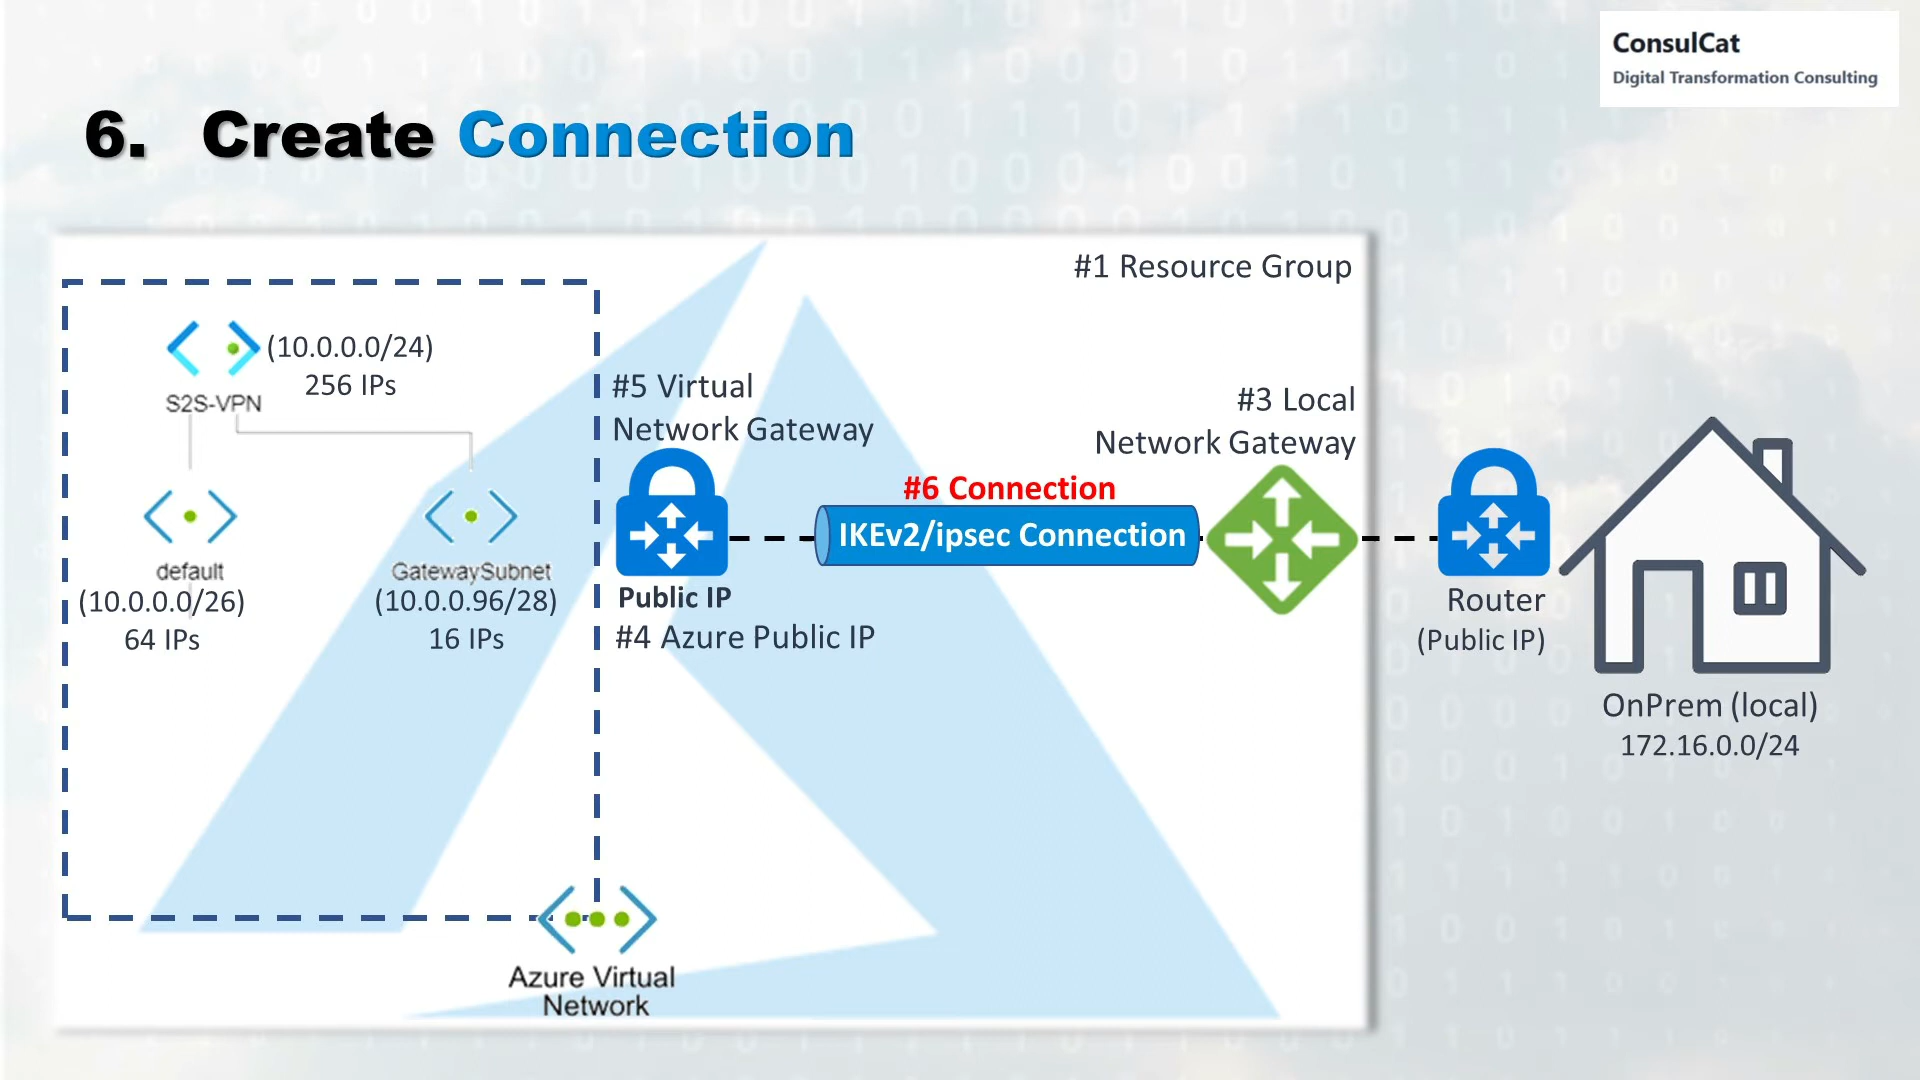 ConsulCat
Digital Transformation Consulting
6. Create Connection
#1 Resource Group
(10.0.0.0/24)
256 IPs
S2S-VPN
default
(10.0.0.0/26)
64 IPs
GatewaySubnet
(10.0.0.96/28)
16 IPs
#5 Virtual
Network Gateway
Public IP
#4 Azure Public IP
#6 Connection
IKEv2/ipsec Connection
#3 Local
Network Gateway
Router
(Public IP)
OnPrem (local)
172.16.0.0/24
Azure Virtual
Network